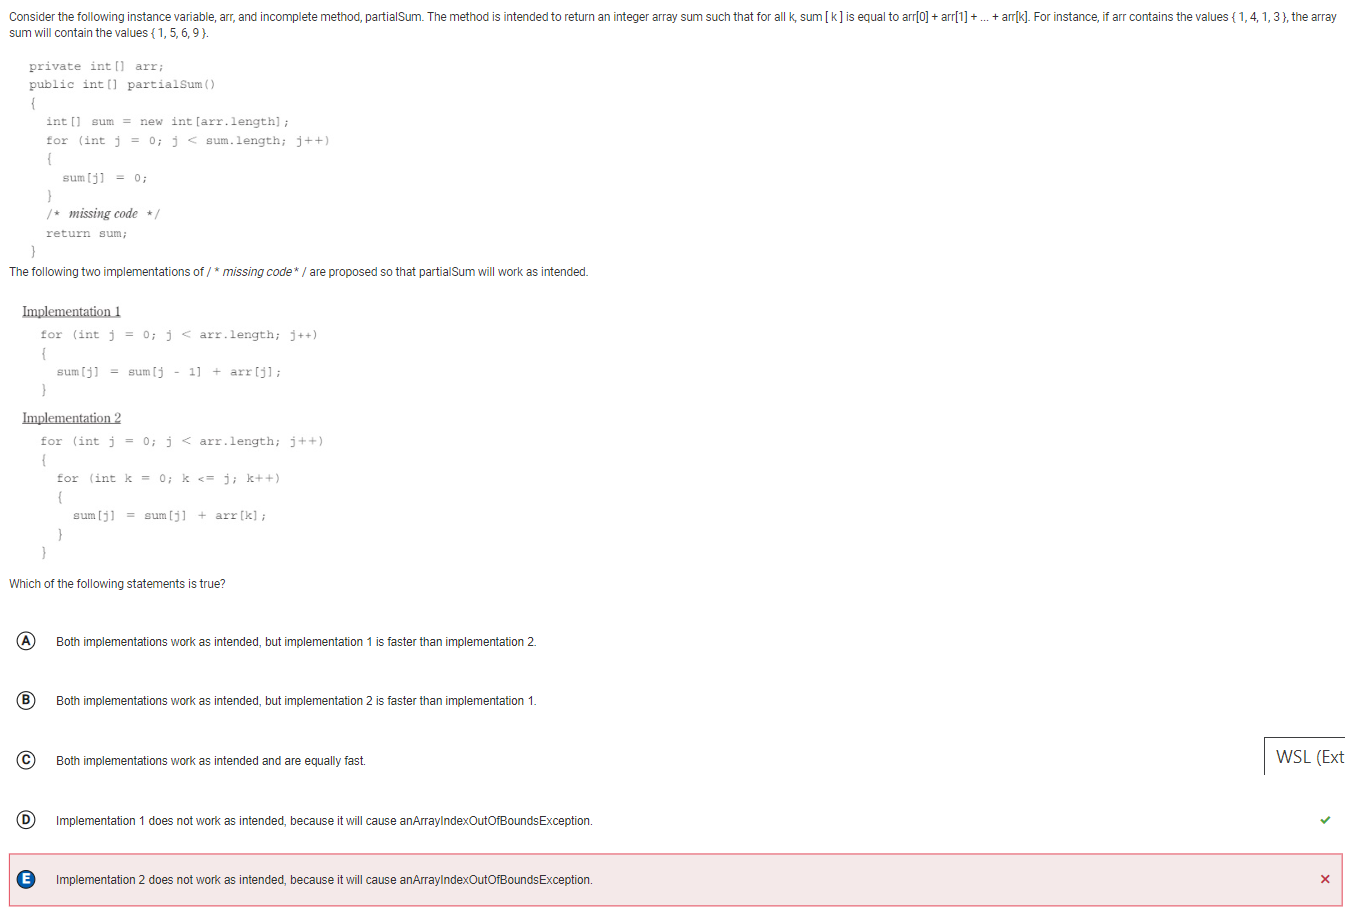 Consider the following instance variable, arr, and incomplete method, partialSum. The method is intended to return an integer array sum such that for all k, sum [ k ] is equal to arr[0] + arr[1] + ... + arr[k]. For instance, if arr contains the values { 1, 4, 1, 3 }, the array
sum will contain the values { 1, 5, 6, 9 }.
private int[] arr;
public int[] partialSum()
{
int[] sum = new int[arr.length];
for (int j = 0; j < sum.length; j++)
{
sum[j] = 0;
}
/* missing code */
return sum;
}
The following two implementations of / * missing code * / are proposed so that partialSum will work as intended.
Implementation 1
for (int j = 0; j < arr.length; j++)
{
sum[j] = sum[j - 1] + arr[j];
}
Implementation 2
for (int j = 0; j < arr.length; j++)
{
for (int k = 0; k <= j; k++)
{
sum[j] = sum[j] + arr[k];
}
}
Which of the following statements is true?
A Both implementations work as intended, but implementation 1 is faster than implementation 2.
B Both implementations work as intended, but implementation 2 is faster than implementation 1.
WSL (Ext
C Both implementations work as intended and are equally fast.
D Implementation 1 does not work as intended, because it will cause anArrayIndexOutOfBoundsException.
E Implementation 2 does not work as intended, because it will cause anArrayIndexOutOfBoundsException.